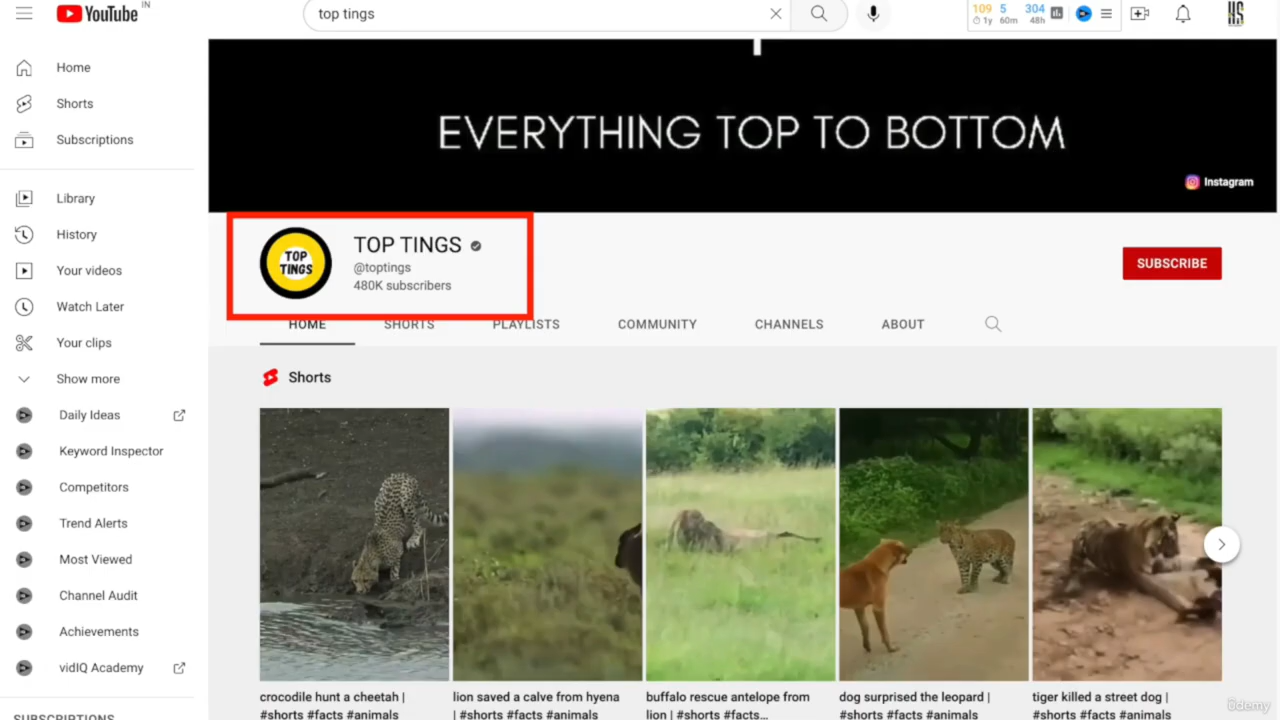 YouTube IN
top tings
109 5 304
1y 60m 48h
Home
Shorts
Subscriptions
Library
History
Your videos
Watch Later
Your clips
Show more
Daily Ideas
Keyword Inspector
Competitors
Trend Alerts
Most Viewed
Channel Audit
Achievements
vidIQ Academy
SUBSCRIPTIONS
EVERYTHING TOP TO BOTTOM
Instagram
TOP
TINGS
TOP TINGS
@toptings
480K subscribers
SUBSCRIBE
HOME SHORTS PLAYLISTS COMMUNITY CHANNELS ABOUT
Shorts
crocodile hunt a cheetah |
#shorts #facts #animals
lion saved a calve from hyena
| #shorts #facts #animals
buffalo rescue antelope from
lion | #shorts #facts...
dog surprised the leopard |
#shorts #facts #animals
tiger killed a street dog |
#shorts #facts #animals
ûdemy